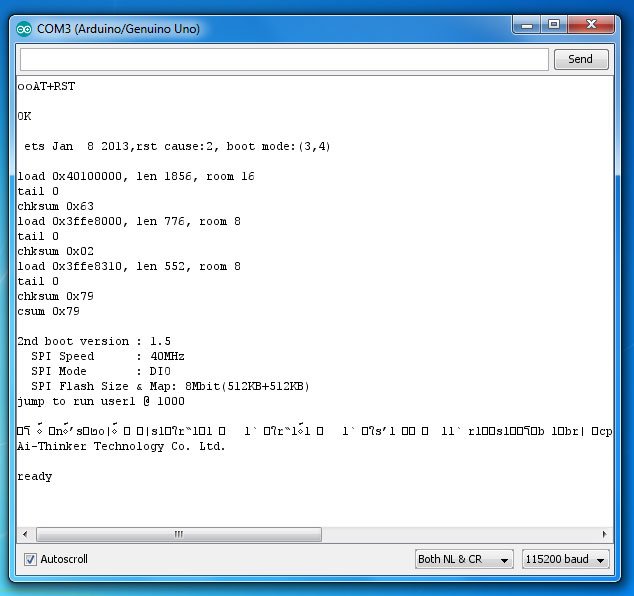 COM3 (Arduino/Genuino Uno)
Send
ooAT+RST
OK
ets Jan  8 2013,rst cause:2, boot mode:(3,4)
load 0x40100000, len 1856, room 16
tail 0
chksum 0x63
load 0x3ffe8000, len 776, room 8
tail 0
chksum 0x02
load 0x3ffe8310, len 552, room 8
tail 0
chksum 0x79
csum 0x79
2nd boot version : 1.5
SPI Speed      : 40MHz
SPI Mode       : DIO
SPI Flash Size & Map: 8Mbit(512KB+512KB)
jump to run user1 @ 1000
Ai-Thinker Technology Co. Ltd.
ready
Autoscroll
Both NL & CR
115200 baud